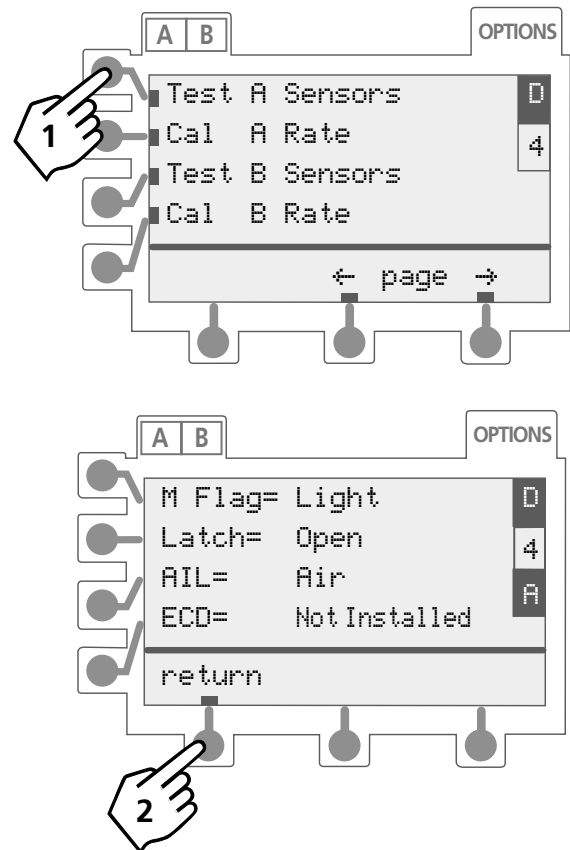 A B OPTIONS
Test A Sensors D
Cal A Rate 4
Test B Sensors
Cal B Rate
← page →
1
A B OPTIONS
M Flag= Light D
Latch= Open 4
AIL= Air A
ECD= Not Installed
return
2